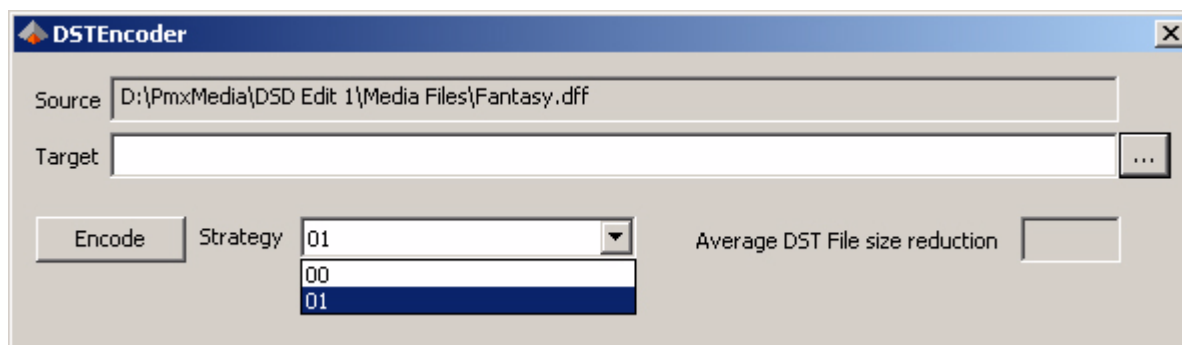 DSTEncoder
Source D:\PmxMedia\DSD Edit 1\Media Files\Fantasy.dff
Target ...
Encode Strategy 01 Average DST File size reduction
00
01